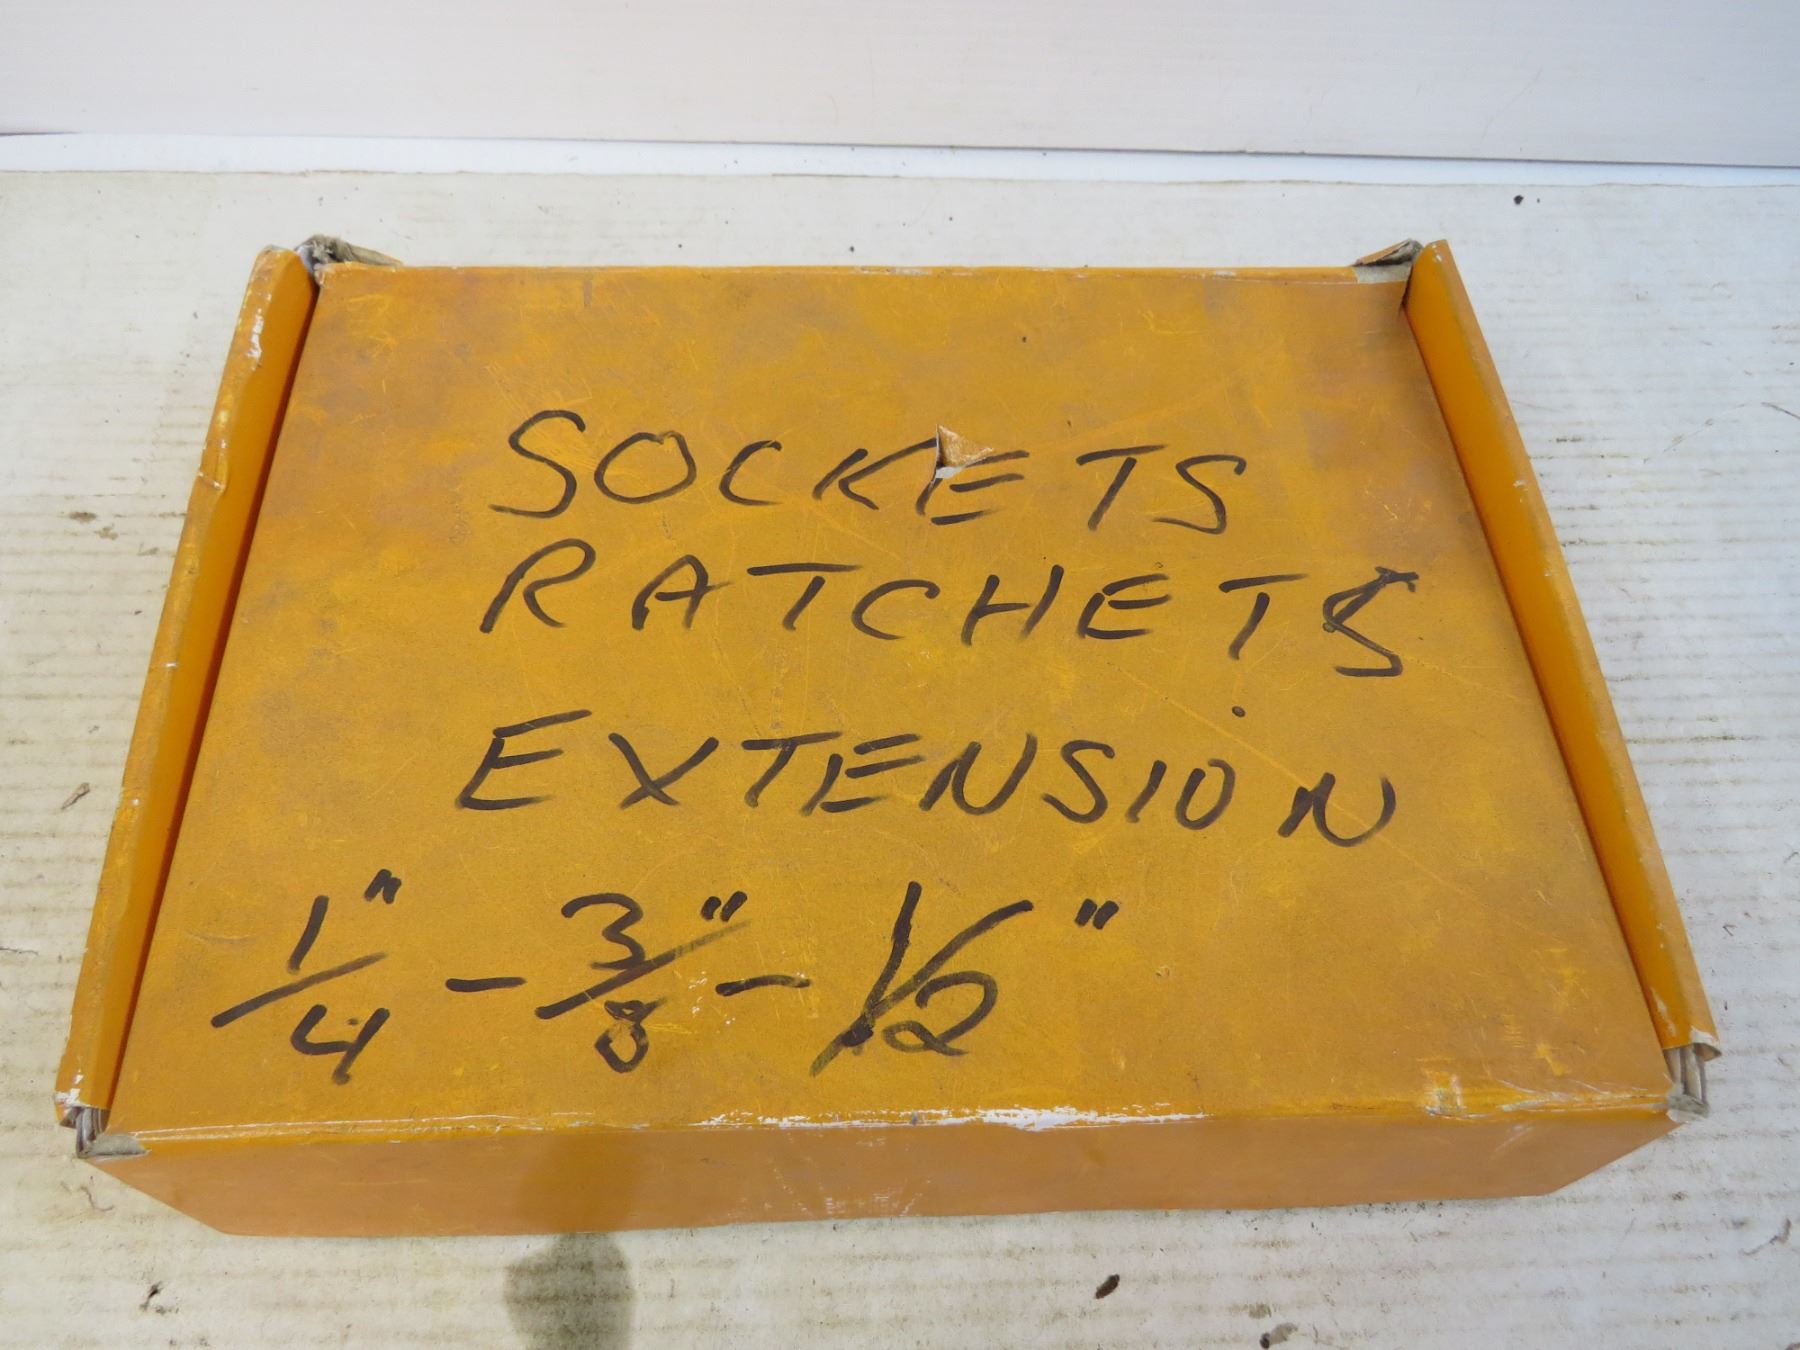 SOCKETS
RATCHETS
EXTENSION
1/4" - 3/8" - 1/2"